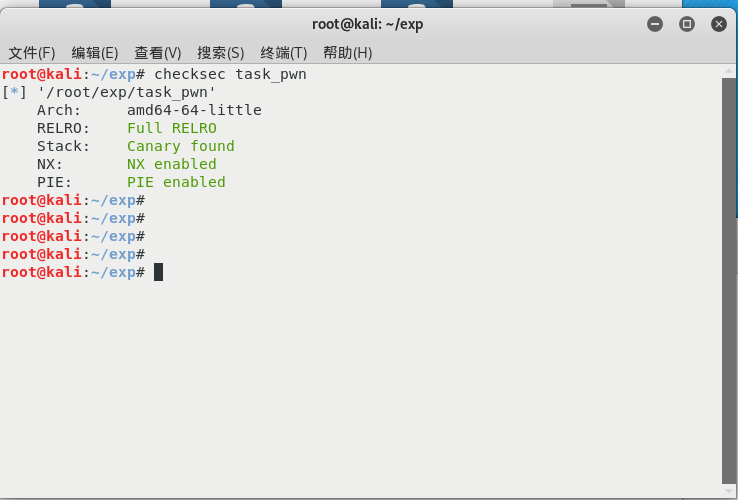 root@kali: ~/exp
文件(F) 编辑(E) 查看(V) 搜索(S) 终端(T) 帮助(H)
root@kali:~/exp# checksec task_pwn
[*] '/root/exp/task_pwn'
    Arch:     amd64-64-little
    RELRO:    Full RELRO
    Stack:    Canary found
    NX:       NX enabled
    PIE:      PIE enabled
root@kali:~/exp#
root@kali:~/exp#
root@kali:~/exp#
root@kali:~/exp#
root@kali:~/exp#